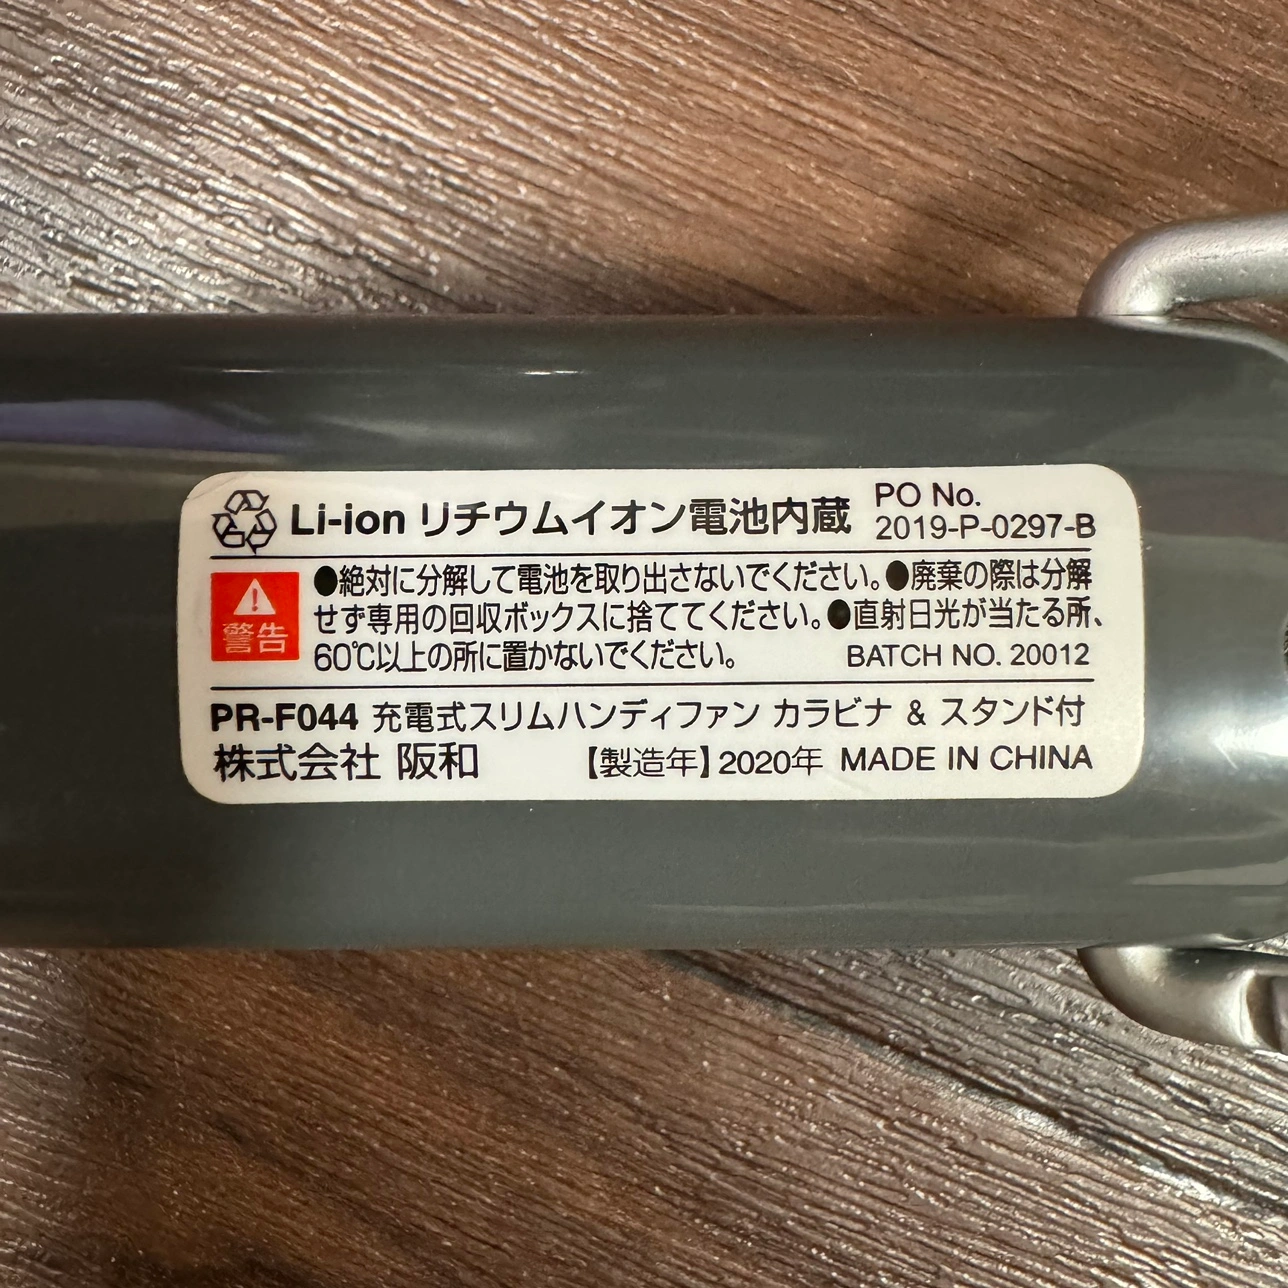 Li-ion リチウムイオン電池内蔵
PO No.
2019-P-0297-B
警告
●絶対に分解して電池を取り出さないでください。●廃棄の際は分解
せず専用の回収ボックスに捨ててください。●直射日光が当たる所、
60℃以上の所に置かないでください。
BATCH NO. 20012
PR-F044 充電式スリムハンディファン カラビナ & スタンド付
株式会社 阪和 【製造年】2020年 MADE IN CHINA